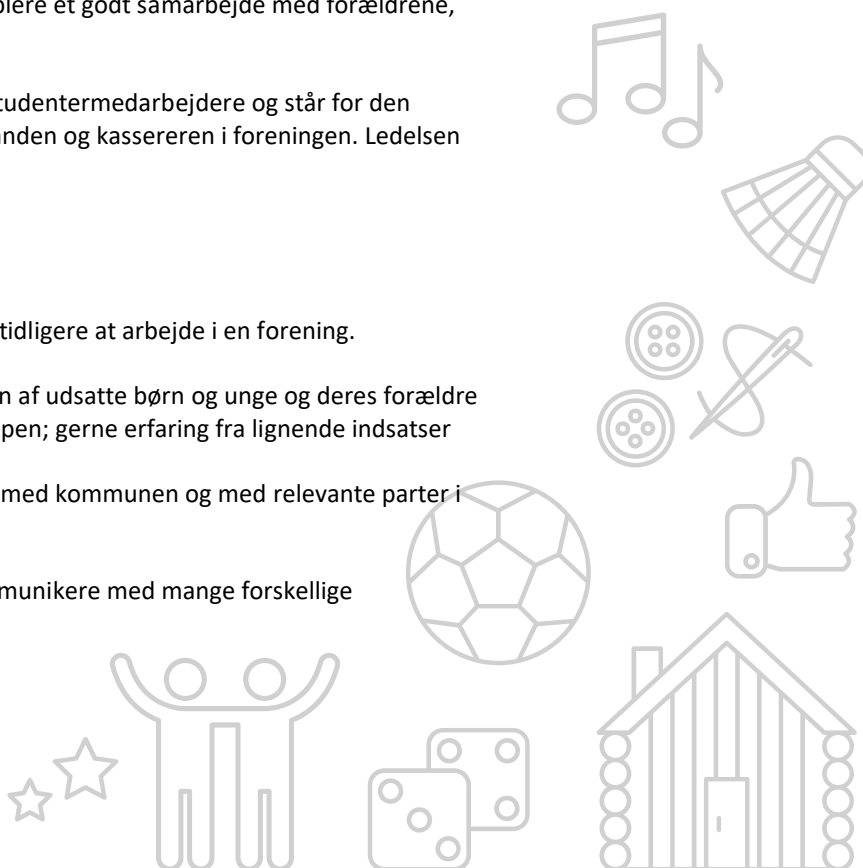 et godt samarbejde med forældrene,
tudentermedarbejdere og står for den
anden og kassereren i foreningen. Ledelsen
tidligere at arbejde i en forening.
n af udsatte børn og unge og deres forældre
pen; gerne erfaring fra lignende indsatser
med kommunen og med relevante parter i
munikere med mange forskellige